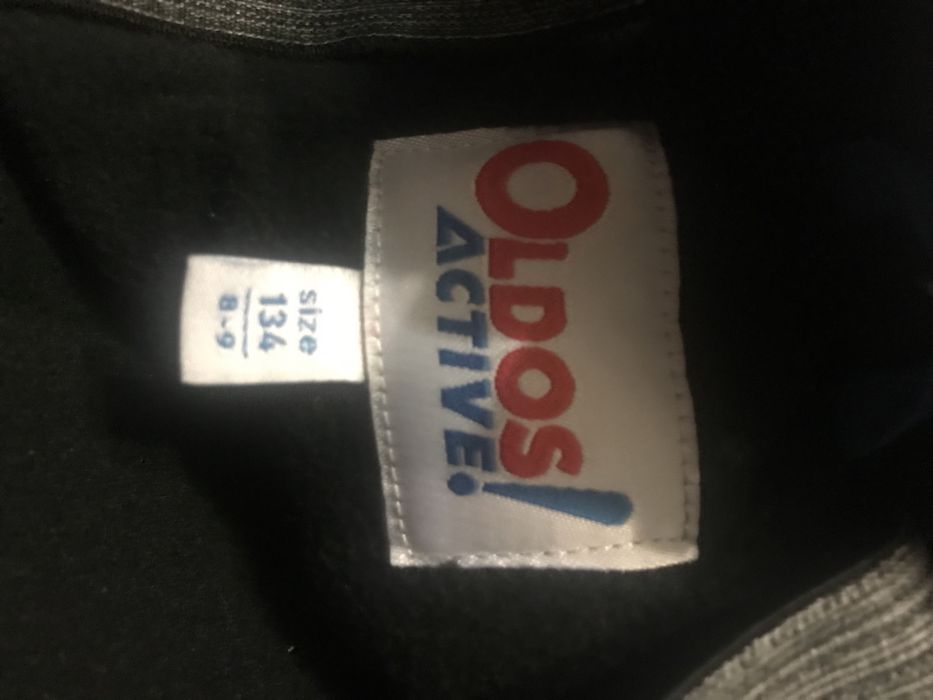 OLDOS
ACTIVE!
size
134
8-9